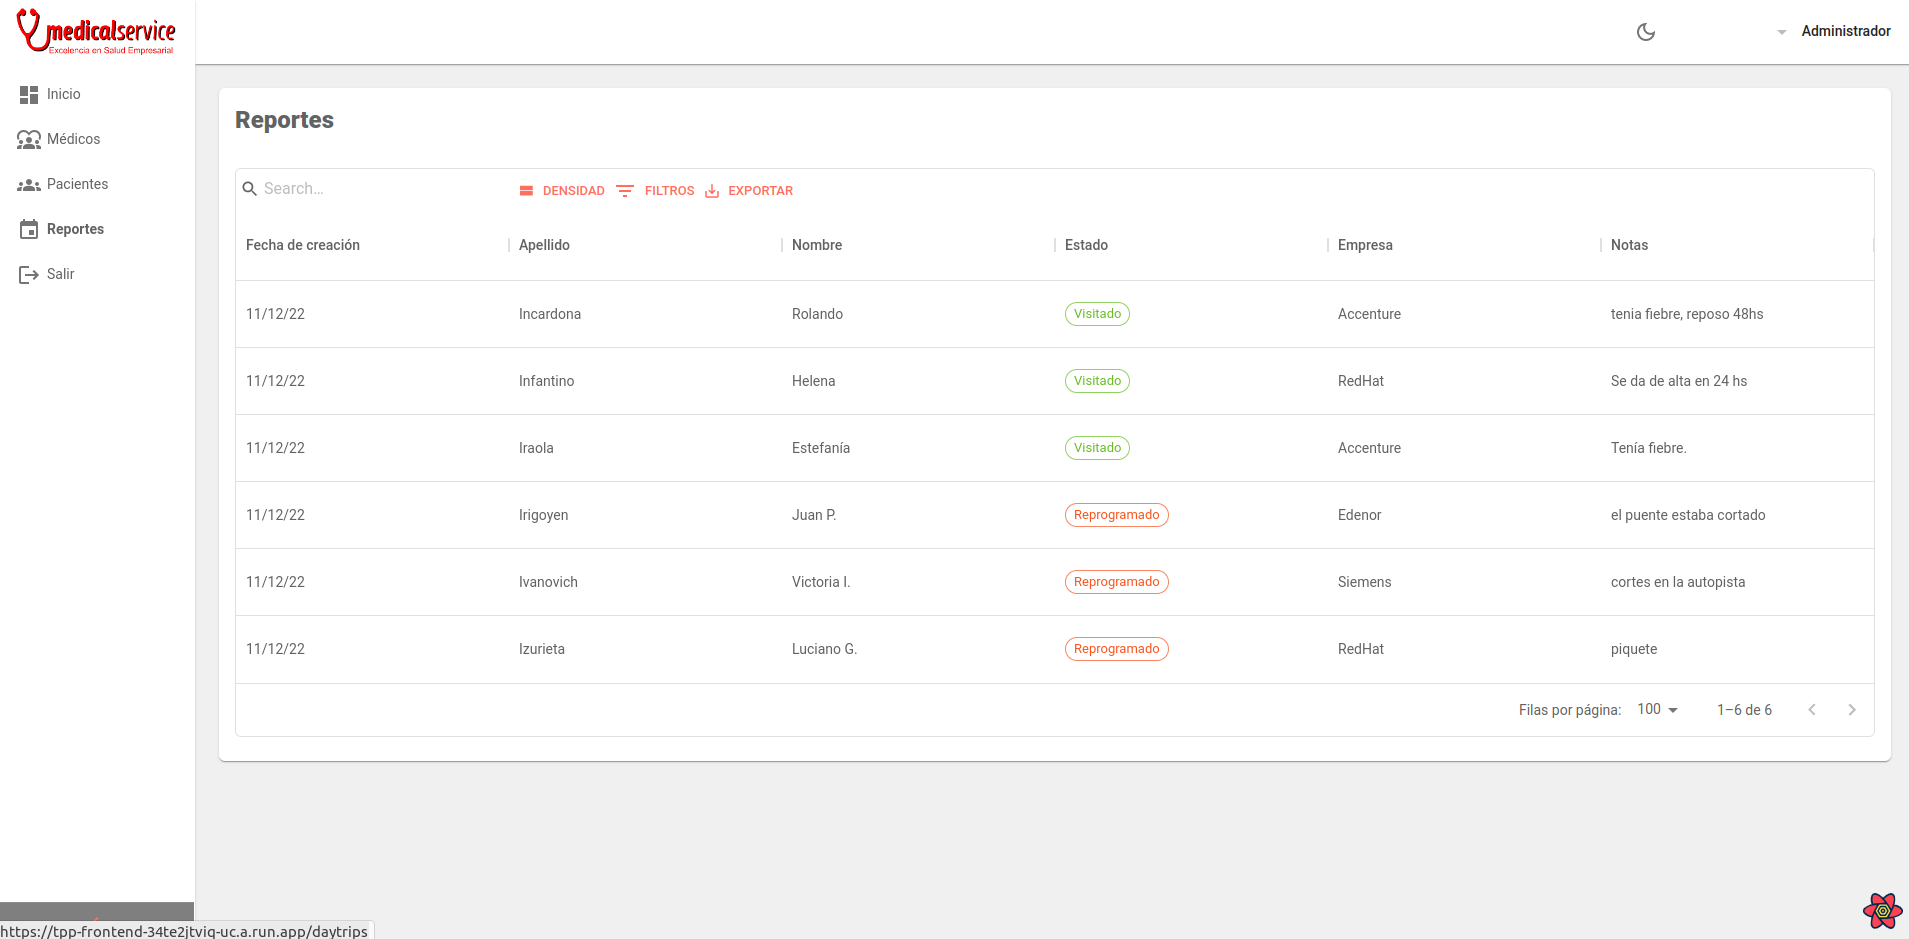 medicalservice
Excelencia en Salud Empresarial
Administrador
Inicio
Médicos
Pacientes
Reportes
Salir
Reportes
Search...
DENSIDAD FILTROS EXPORTAR
Fecha de creación Apellido Nombre Estado Empresa Notas
11/12/22 Incardona Rolando Visitado Accenture tenia fiebre, reposo 48hs
11/12/22 Infantino Helena Visitado RedHat Se da de alta en 24 hs
11/12/22 Iraola Estefanía Visitado Accenture Tenía fiebre.
11/12/22 Irigoyen Juan P. Reprogramado Edenor el puente estaba cortado
11/12/22 Ivanovich Victoria I. Reprogramado Siemens cortes en la autopista
11/12/22 Izurieta Luciano G. Reprogramado RedHat piquete
Filas por página: 100 1–6 de 6
https://tpp-frontend-34te2jtviq-uc.a.run.app/daytrips